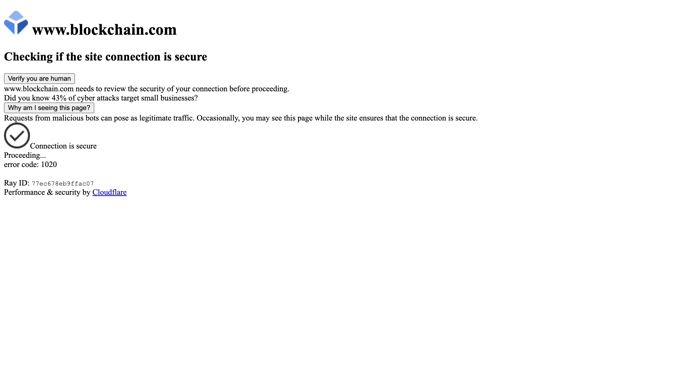 www.blockchain.com
Checking if the site connection is secure
Verify you are human
www.blockchain.com needs to review the security of your connection before proceeding.
Did you know 43% of cyber attacks target small businesses?
Why am I seeing this page?
Requests from malicious bots can pose as legitimate traffic. Occasionally, you may see this page while the site ensures that the connection is secure.
Connection is secure
Proceeding...
error code: 1020
Ray ID: 77ec678eb9ffac07
Performance & security by Cloudflare